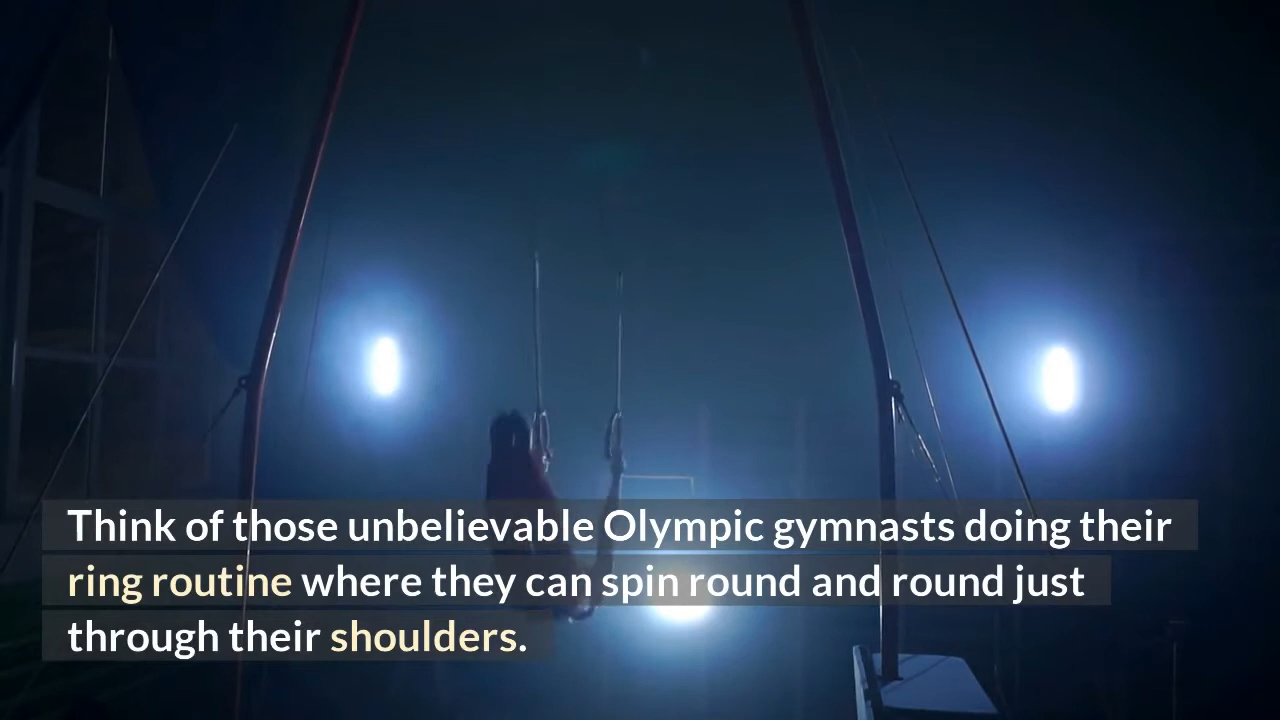 Think of those unbelievable Olympic gymnasts doing their
ring routine where they can spin round and round just
through their shoulders.